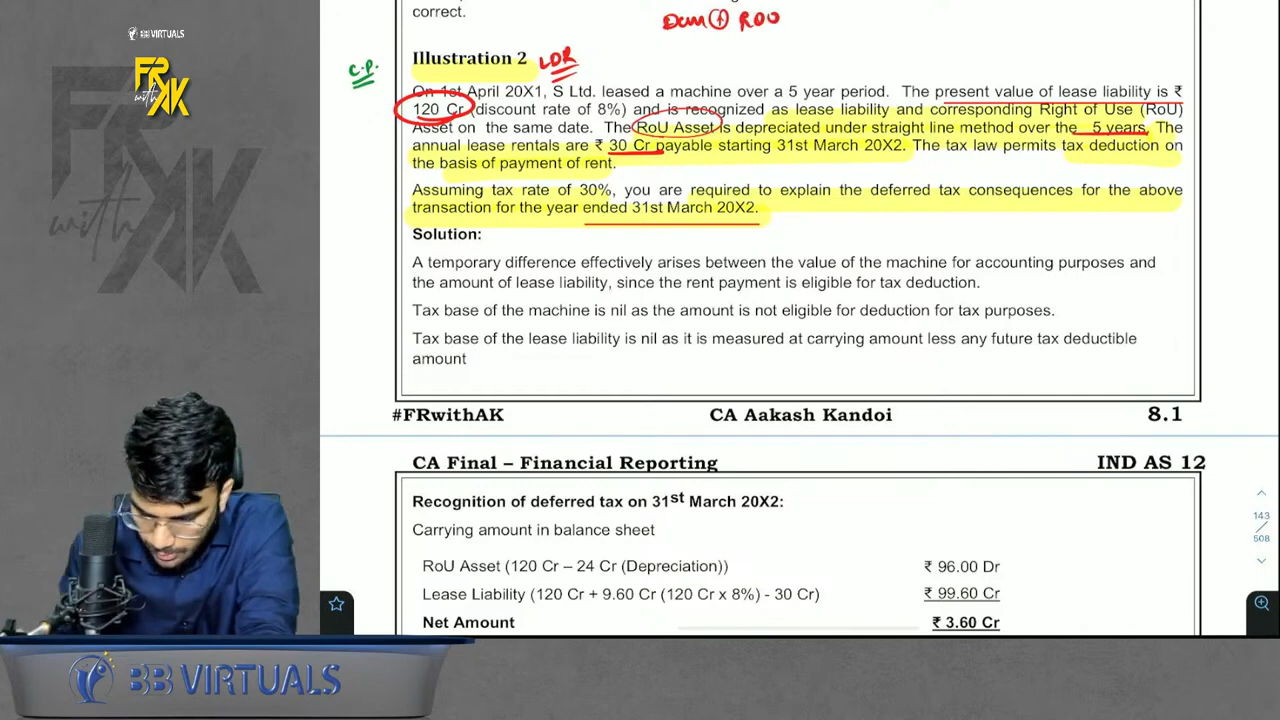 correct.
Dam ⊕ ROU
BB VIRTUALS
FR
with
AK
Illustration 2 LDR
C.P.
On 1st April 20X1, S Ltd. leased a machine over a 5 year period. The present value of lease liability is ₹
120 Cr (discount rate of 8%) and is recognized as lease liability and corresponding Right of Use (RoU)
Asset on the same date. The RoU Asset is depreciated under straight line method over the 5 years. The
annual lease rentals are ₹ 30 Cr payable starting 31st March 20X2. The tax law permits tax deduction on
the basis of payment of rent.
Assuming tax rate of 30%, you are required to explain the deferred tax consequences for the above
transaction for the year ended 31st March 20X2.
Solution:
A temporary difference effectively arises between the value of the machine for accounting purposes and
the amount of lease liability, since the rent payment is eligible for tax deduction.
Tax base of the machine is nil as the amount is not eligible for deduction for tax purposes.
Tax base of the lease liability is nil as it is measured at carrying amount less any future tax deductible
amount
#FRwithAK CA Aakash Kandoi 8.1
CA Final – Financial Reporting IND AS 12
Recognition of deferred tax on 31st March 20X2:
Carrying amount in balance sheet
RoU Asset (120 Cr – 24 Cr (Depreciation)) ₹ 96.00 Dr
Lease Liability (120 Cr + 9.60 Cr (120 Cr x 8%) - 30 Cr) ₹ 99.60 Cr
Net Amount ₹ 3.60 Cr
143
508
BB VIRTUALS